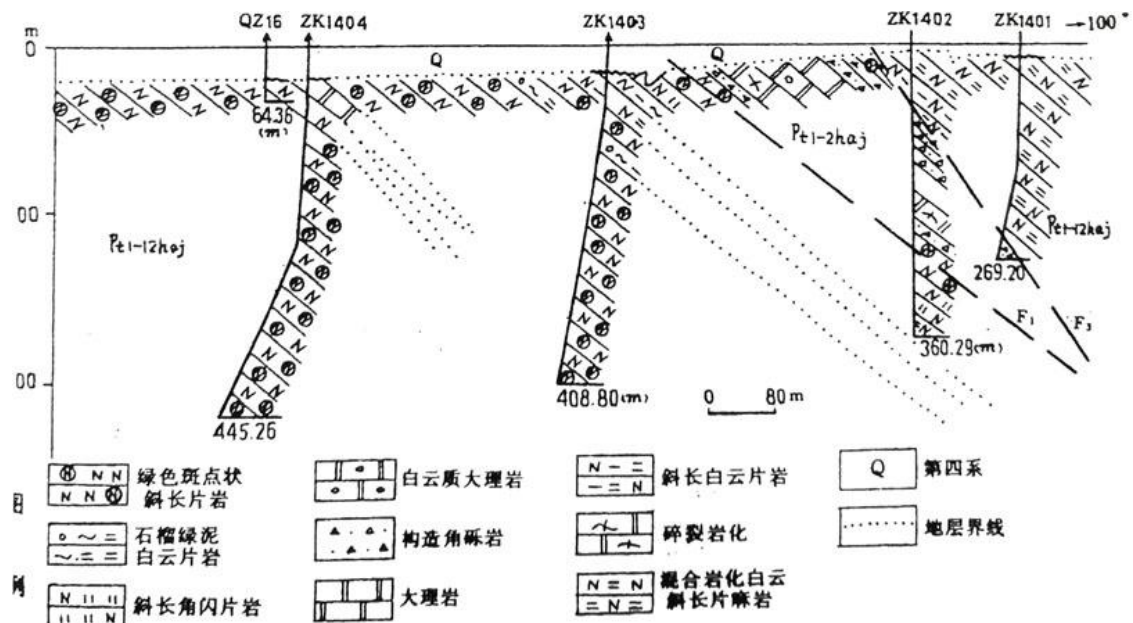 QZ16 ZK1404 ZK1403 ZK1402 ZK1401 →100°
m
0
Q Q
64.36
(m)
Pt1-2haj
00
Pt1-12haj
Pt1-12haj
269.20
F1 F3
360.29(m)
00
408.80(m)
0 80m
445.26
绿色斑点状
斜长片岩
白云质大理岩
斜长白云片岩
Q 第四系
石榴绿泥
白云片岩
构造角砾岩
碎裂岩化
地层界线
斜长角闪片岩
大理岩
混合岩化白云
斜长片麻岩